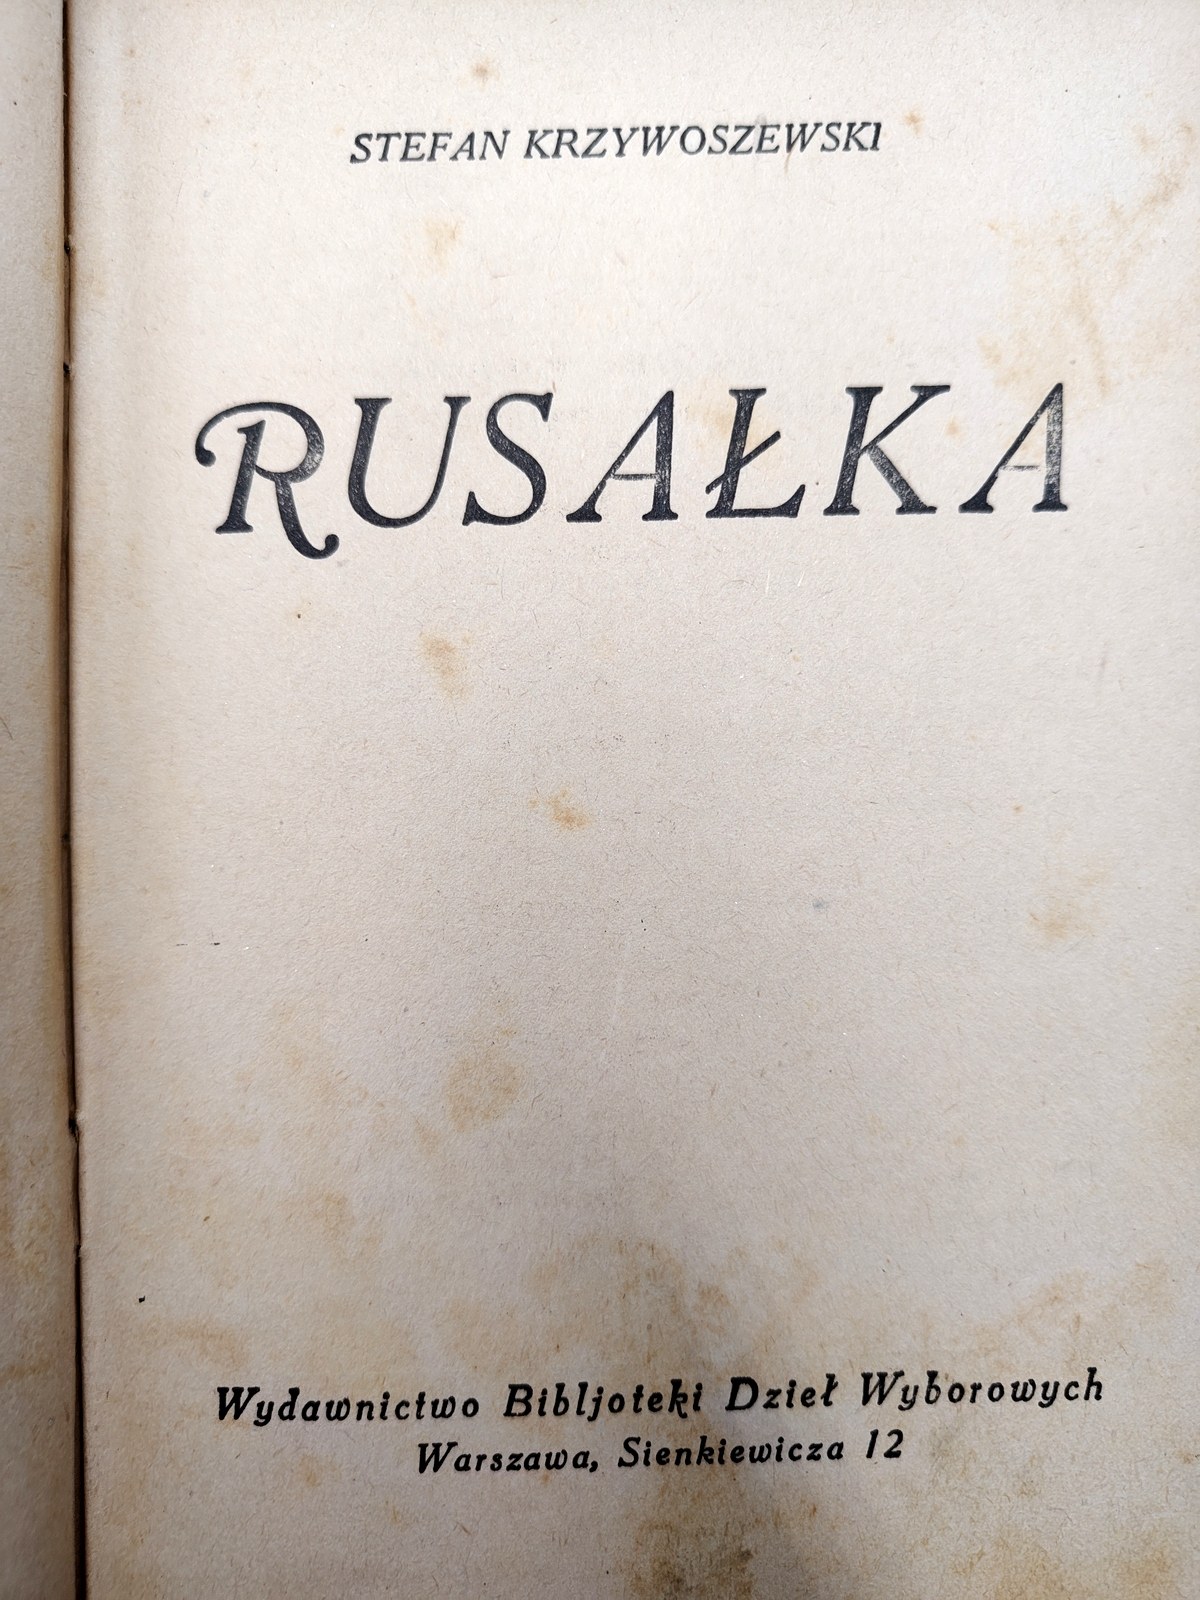 STEFAN KRZYWOSZEWSKI
RUSAŁKA
Wydawnictwo Bibljoteki Dzieł Wyborowych
Warszawa, Sienkiewicza 12